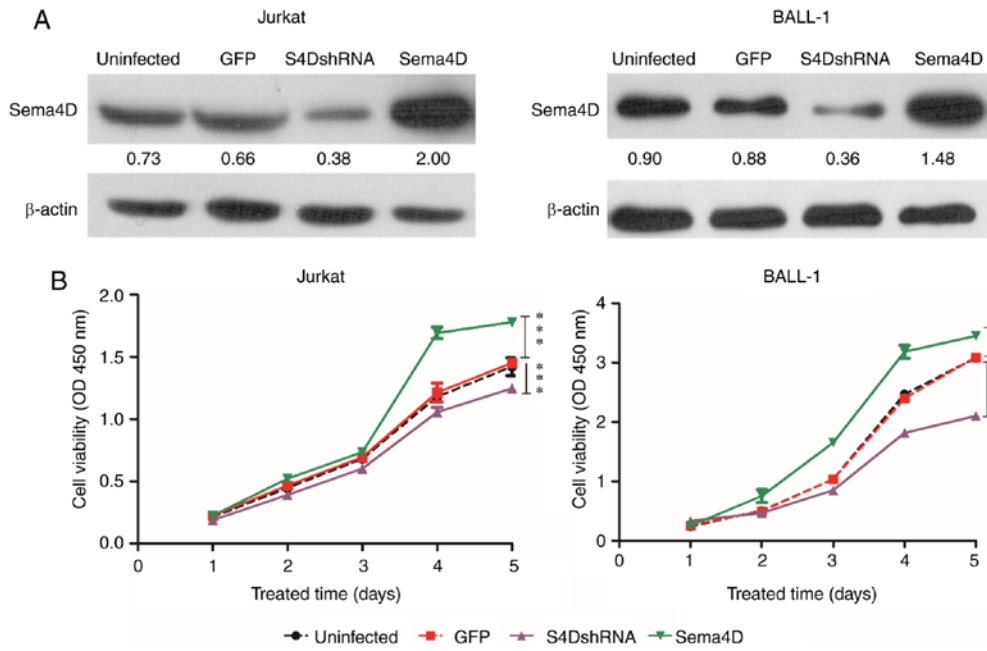 A
Jurkat
Uninfected GFP S4DshRNA Sema4D
Sema4D
0.73 0.66 0.38 2.00
β-actin
BALL-1
Uninfected GFP S4DshRNA Sema4D
Sema4D
0.90 0.88 0.36 1.48
β-actin
B
Jurkat
Cell viability (OD 450 nm)
2.0
1.5
1.0
0.5
0.0
0 1 2 3 4 5
Treated time (days)
***
***
BALL-1
Cell viability (OD 450 nm)
4
3
2
1
0
0 1 2 3 4 5
Treated time (days)
Uninfected GFP S4DshRNA Sema4D